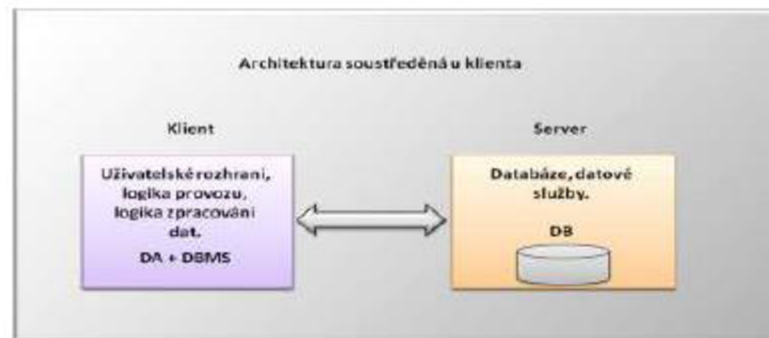 Architektura soustředěná u klienta
Klient
Server
Uživatelské rozhraní,
logika provozu,
logika zpracování
dat.
DA + DBMS
Databáze, datové
služby.
DB